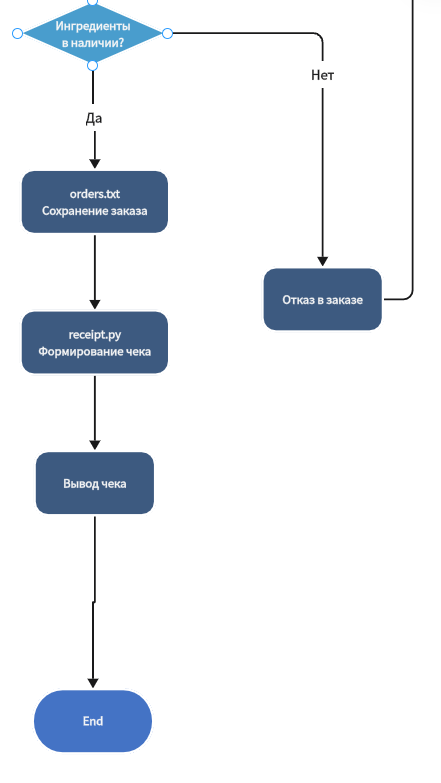 Ингредиенты
в наличии?
Нет
Да
orders.txt
Сохранение заказа
Отказ в заказе
receipt.py
Формирование чека
Вывод чека
End